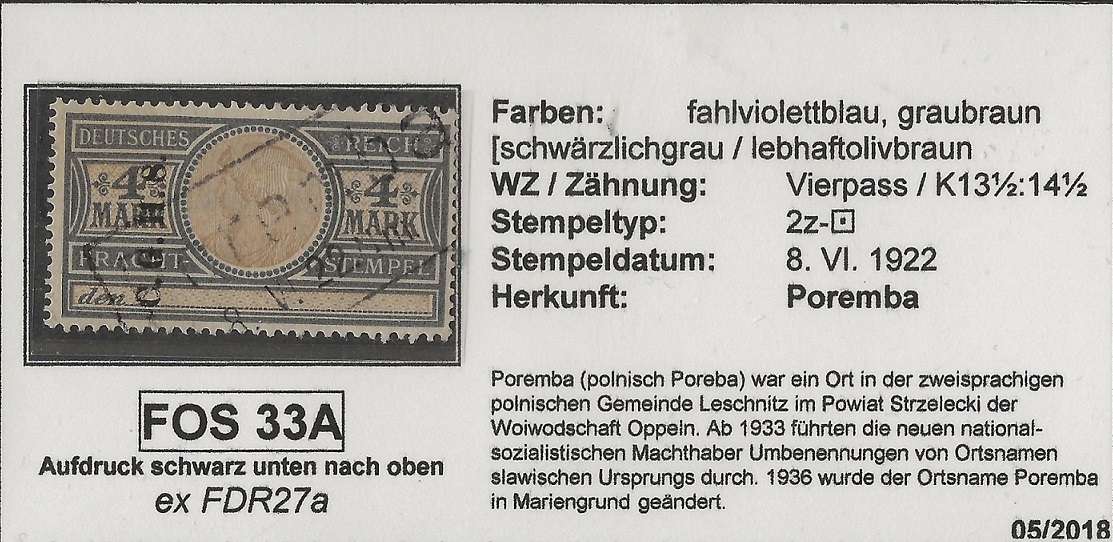 DEUTSCHES REICH
4 4
MARK MARK
FRACHT STEMPEL
den
C.G.H.S.
8. VI. 22
FOS 33A
Aufdruck schwarz unten nach oben
ex FDR27a
Farben: fahlviolettblau, graubraun
[schwärzlichgrau / lebhaftolivbraun
WZ / Zähnung: Vierpass / K13½:14½
Stempeltyp: 2z-⊡
Stempeldatum: 8. VI. 1922
Herkunft: Poremba
Poremba (polnisch Poreba) war ein Ort in der zweisprachigen
polnischen Gemeinde Leschnitz im Powiat Strzelecki der
Woiwodschaft Oppeln. Ab 1933 führten die neuen national-
sozialistischen Machthaber Umbenennungen von Ortsnamen
slawischen Ursprungs durch. 1936 wurde der Ortsname Poremba
in Mariengrund geändert.
05/2018